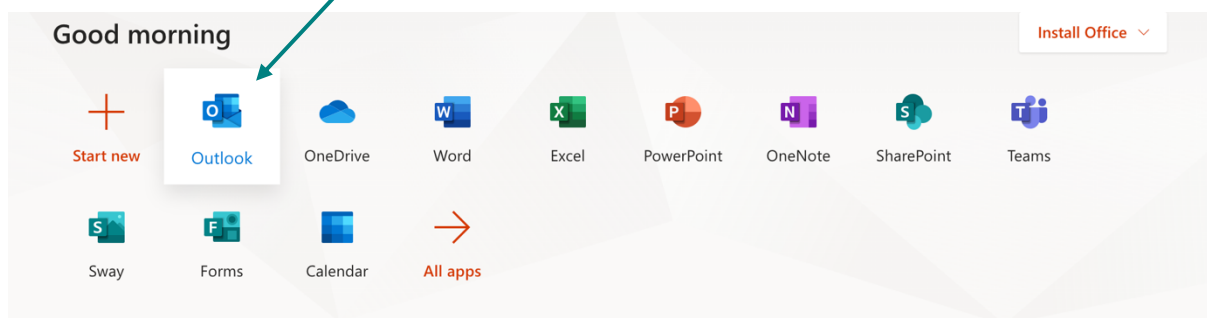 Good morning
Install Office
Start new Outlook OneDrive Word Excel PowerPoint OneNote SharePoint Teams
Sway Forms Calendar All apps